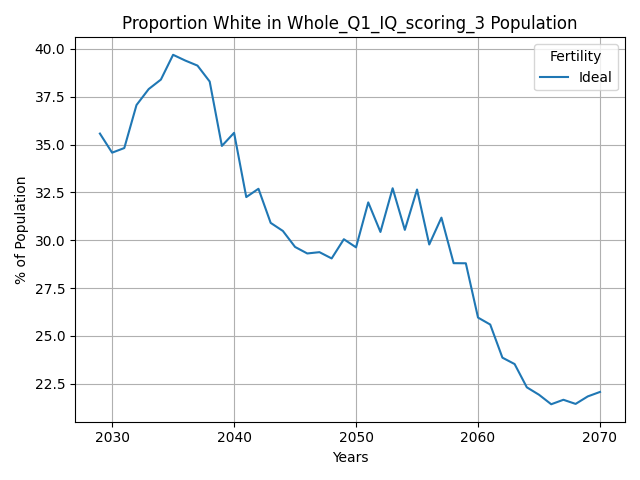 Proportion White in Whole_Q1_IQ_scoring_3 Population
Fertility
Ideal
% of Population
40.0
37.5
35.0
32.5
30.0
27.5
25.0
22.5
2030 2040 2050 2060 2070
Years